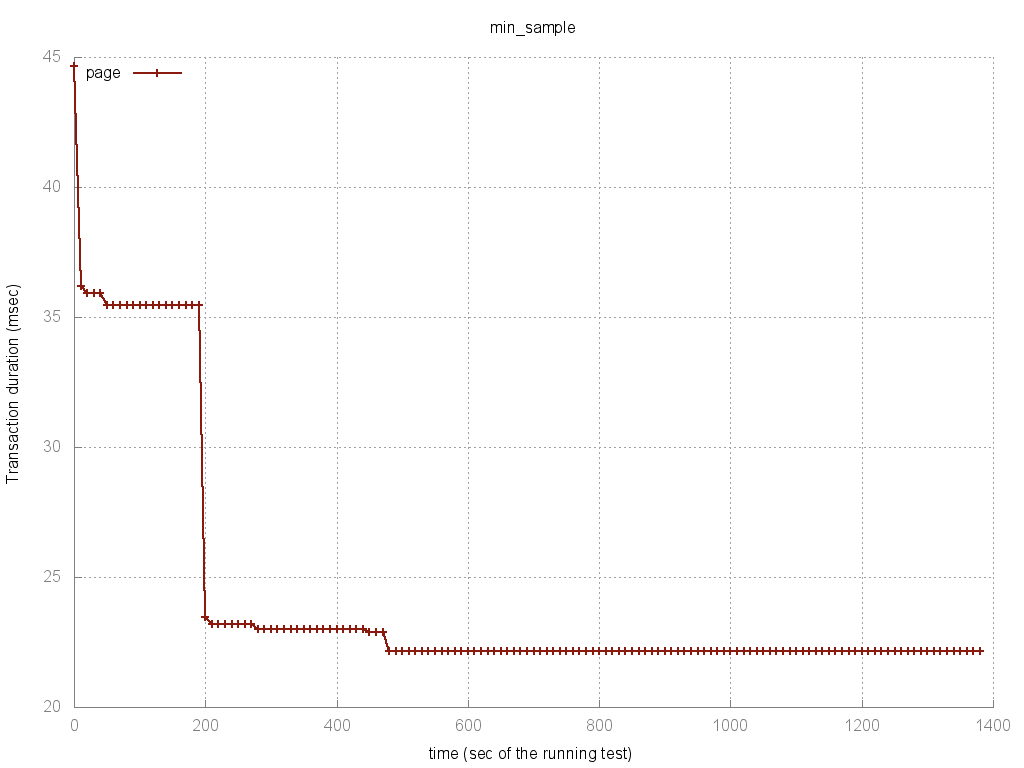 min_sample
page
45
40
35
30
25
20
Transaction duration (msec)
0 200 400 600 800 1000 1200 1400
time (sec of the running test)